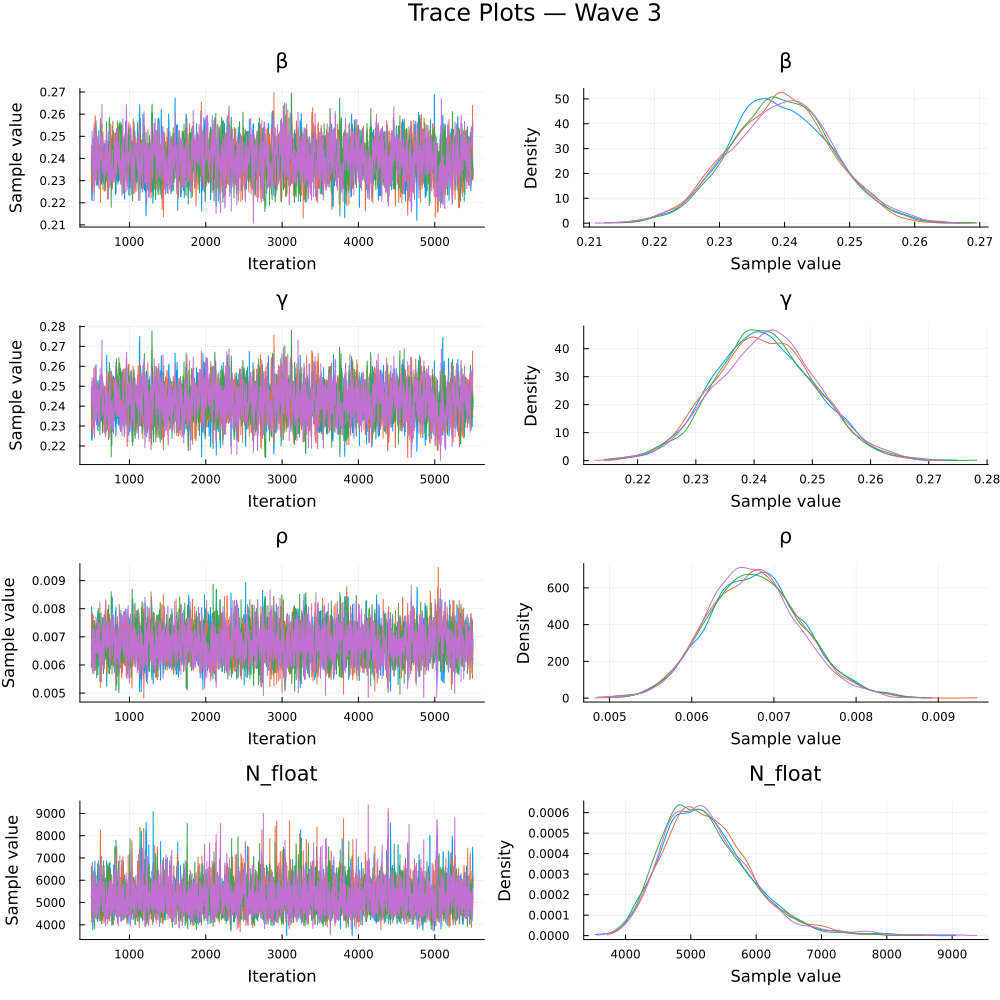 Trace Plots — Wave 3
β
Sample value
0.27
0.26
0.25
0.24
0.23
0.22
0.21
1000 2000 3000 4000 5000
Iteration
β
Density
50
40
30
20
10
0
0.21 0.22 0.23 0.24 0.25 0.26 0.27
Sample value
γ
Sample value
0.28
0.27
0.26
0.25
0.24
0.23
0.22
1000 2000 3000 4000 5000
Iteration
γ
Density
40
30
20
10
0
0.22 0.23 0.24 0.25 0.26 0.27 0.28
Sample value
ρ
Sample value
0.009
0.008
0.007
0.006
0.005
1000 2000 3000 4000 5000
Iteration
ρ
Density
600
400
200
0
0.005 0.006 0.007 0.008 0.009
Sample value
N_float
Sample value
9000
8000
7000
6000
5000
4000
1000 2000 3000 4000 5000
Iteration
N_float
Density
0.0006
0.0005
0.0004
0.0003
0.0002
0.0001
0.0000
4000 5000 6000 7000 8000 9000
Sample value